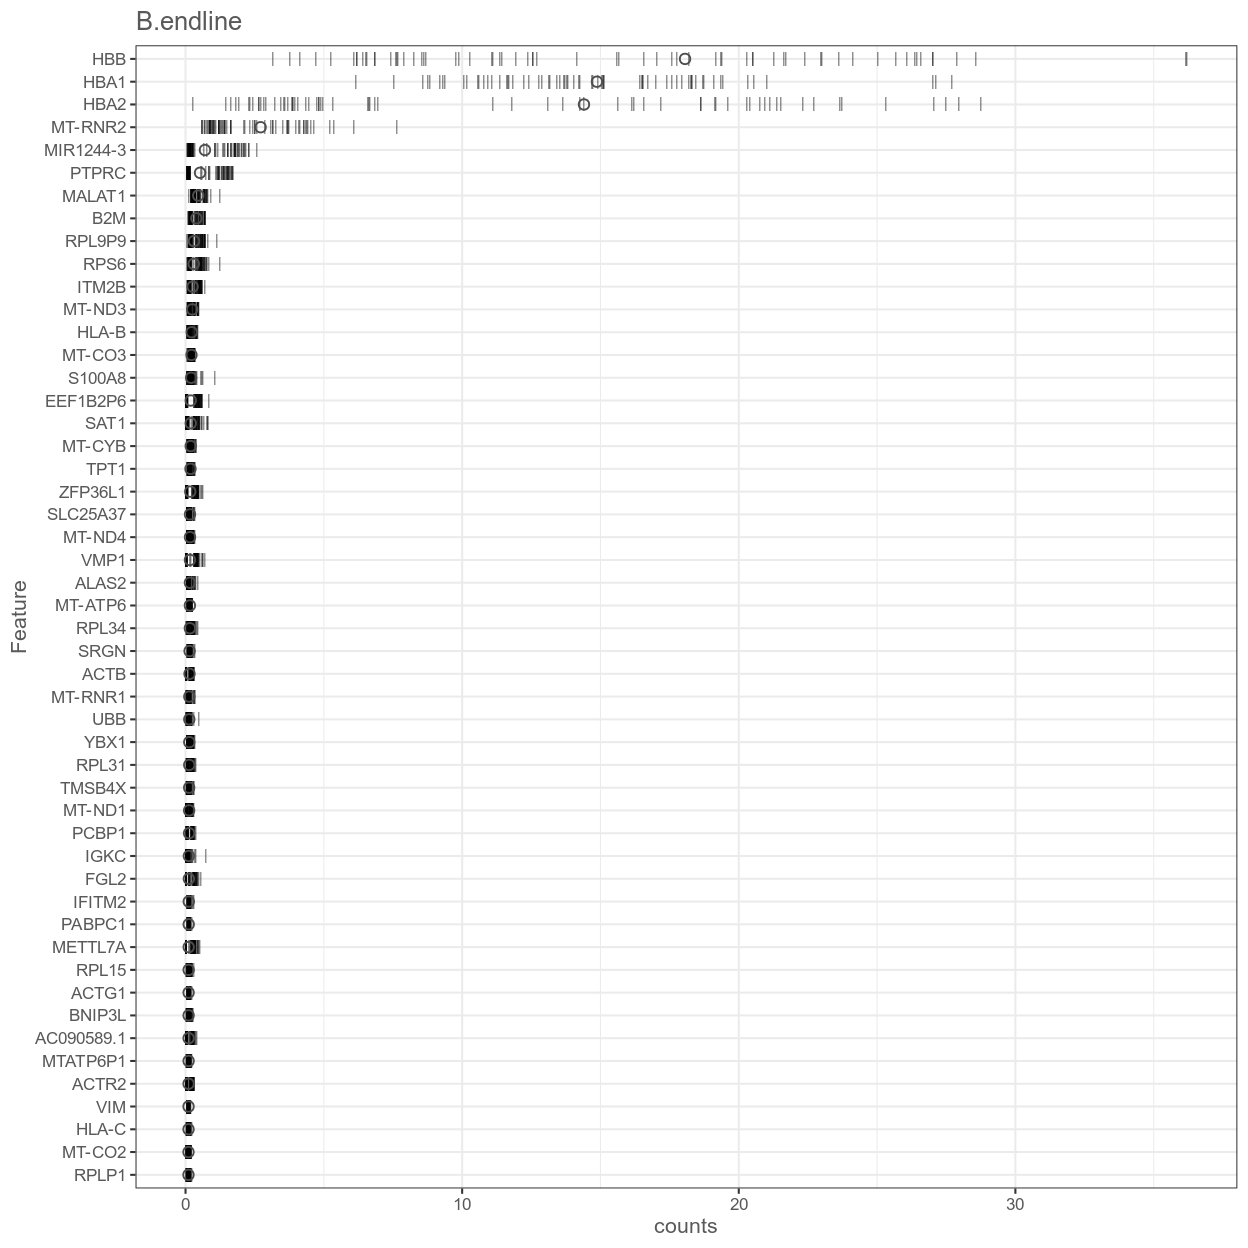 B.endline
HBB
HBA1
HBA2
MT-RNR2
MIR1244-3
PTPRC
MALAT1
B2M
RPL9P9
RPS6
ITM2B
MT-ND3
HLA-B
MT-CO3
S100A8
EEF1B2P6
SAT1
MT-CYB
TPT1
ZFP36L1
SLC25A37
MT-ND4
VMP1
ALAS2
MT-ATP6
RPL34
SRGN
ACTB
MT-RNR1
UBB
YBX1
RPL31
TMSB4X
MT-ND1
PCBP1
IGKC
FGL2
IFITM2
PABPC1
METTL7A
RPL15
ACTG1
BNIP3L
AC090589.1
MTATP6P1
ACTR2
VIM
HLA-C
MT-CO2
RPLP1
Feature
0 10 20 30
counts